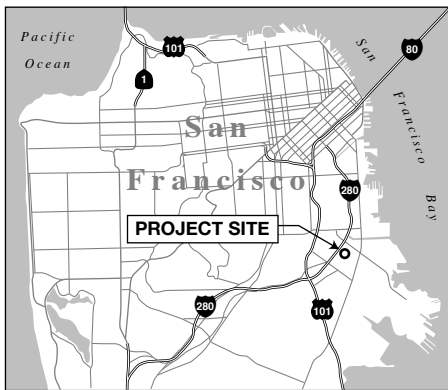 Pacific
Ocean
101
1
80
San
Francisco
Bay
San
Francisco
280
PROJECT SITE
280
101